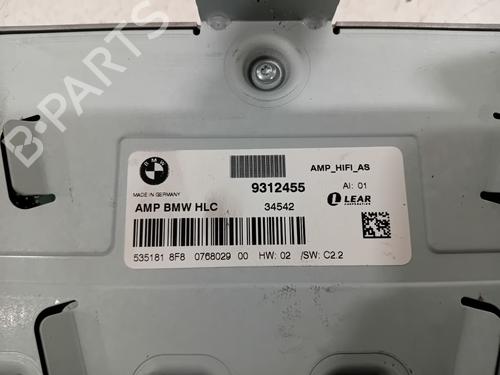 B-PARTS
BMW
MADE IN GERMANY
AMP_HIFI_AS
9312455
AI: 01
AMP BMW HLC
34542
LEAR
CORPORATION
535181 8F8 0768029 00 HW: 02 /SW: C2.2